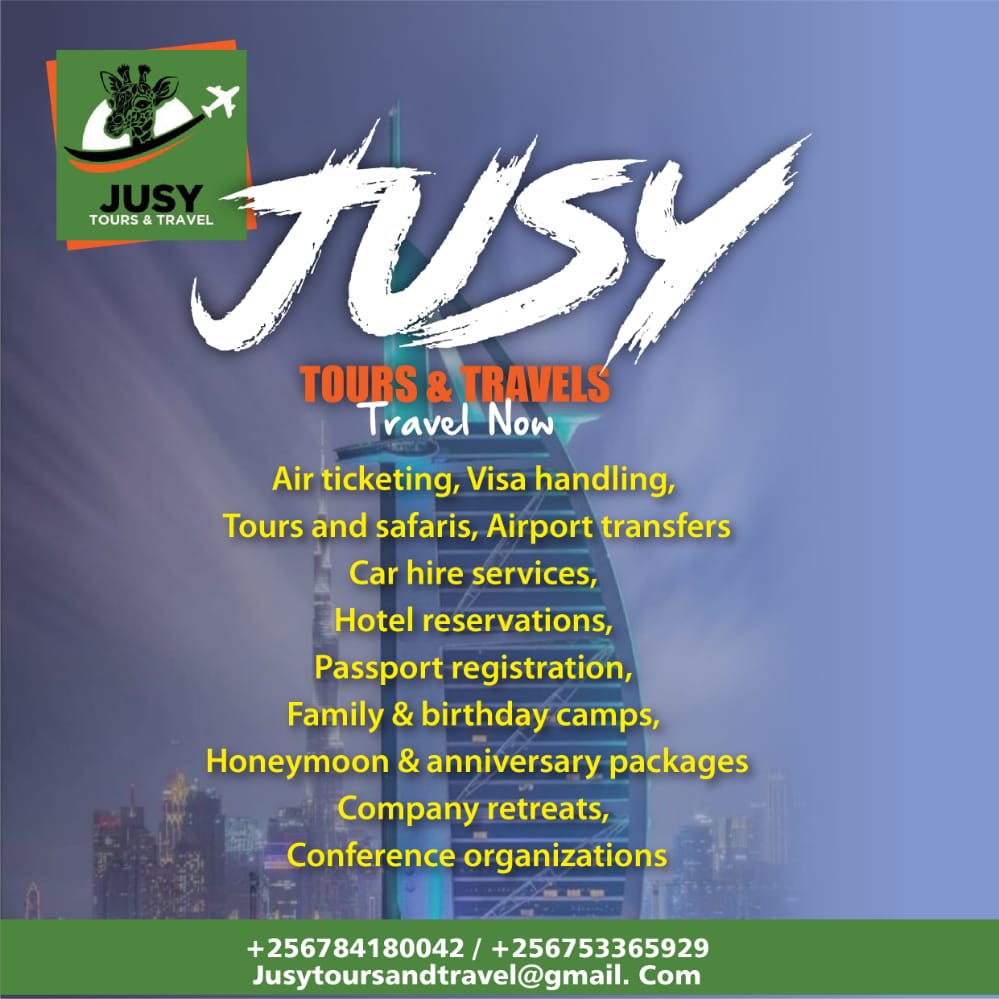 JUSY
TOURS & TRAVEL
JUSY
TOURS & TRAVELS
Travel Now
Air ticketing, Visa handling,
Tours and safaris, Airport transfers
Car hire services,
Hotel reservations,
Passport registration,
Family & birthday camps,
Honeymoon & anniversary packages
Company retreats,
Conference organizations
+256784180042 / +256753365929
Jusytoursandtravel@gmail. Com